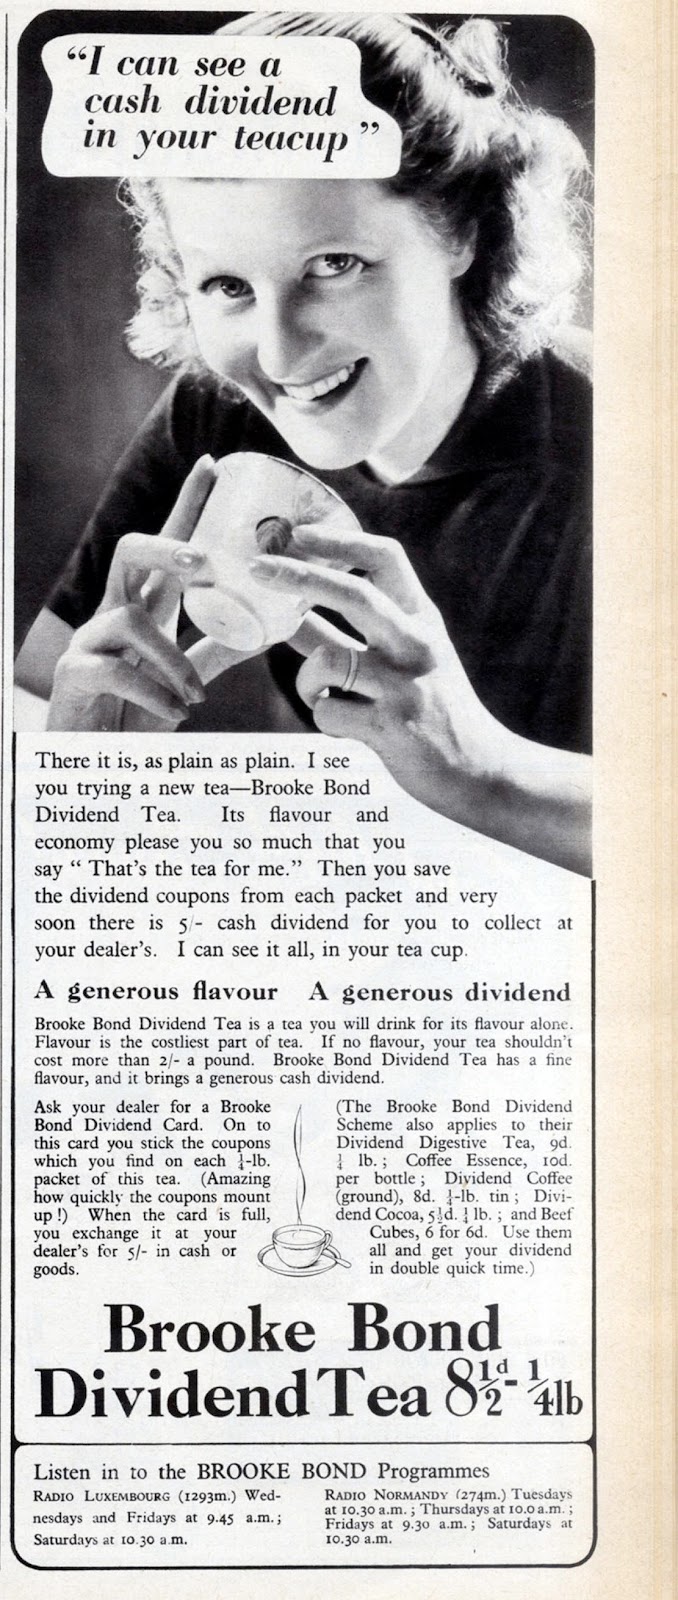 “I can see a
cash dividend
in your teacup”
There it is, as plain as plain. I see
you trying a new tea—Brooke Bond
Dividend Tea. Its flavour and
economy please you so much that you
say “ That's the tea for me.” Then you save
the dividend coupons from each packet and very
soon there is 5/- cash dividend for you to collect at
your dealer's. I can see it all, in your tea cup.
A generous flavour A generous dividend
Brooke Bond Dividend Tea is a tea you will drink for its flavour alone.
Flavour is the costliest part of tea. If no flavour, your tea shouldn't
cost more than 2/- a pound. Brooke Bond Dividend Tea has a fine
flavour, and it brings a generous cash dividend.
Ask your dealer for a Brooke
Bond Dividend Card. On to
this card you stick the coupons
which you find on each ¼-lb.
packet of this tea. (Amazing
how quickly the coupons mount
up !) When the card is full,
you exchange it at your
dealer's for 5/- in cash or
goods.
(The Brooke Bond Dividend
Scheme also applies to their
Dividend Digestive Tea, 9d.
¼ lb. ; Coffee Essence, 10d.
per bottle ; Dividend Coffee
(ground), 8d. ¼-lb. tin ; Divi-
dend Cocoa, 5½d. ¼ lb. ; and Beef
Cubes, 6 for 6d. Use them
all and get your dividend
in double quick time.)
Brooke Bond
Dividend Tea 8½d - ¼lb
Listen in to the BROOKE BOND Programmes
RADIO LUXEMBOURG (1293m.) Wed-
nesdays and Fridays at 9.45 a.m.;
Saturdays at 10.30 a.m.
RADIO NORMANDY (274m.) Tuesdays
at 10.30 a.m. ; Thursdays at 10.0 a.m. ;
Fridays at 9.30 a.m. ; Saturdays at
10.30 a.m.